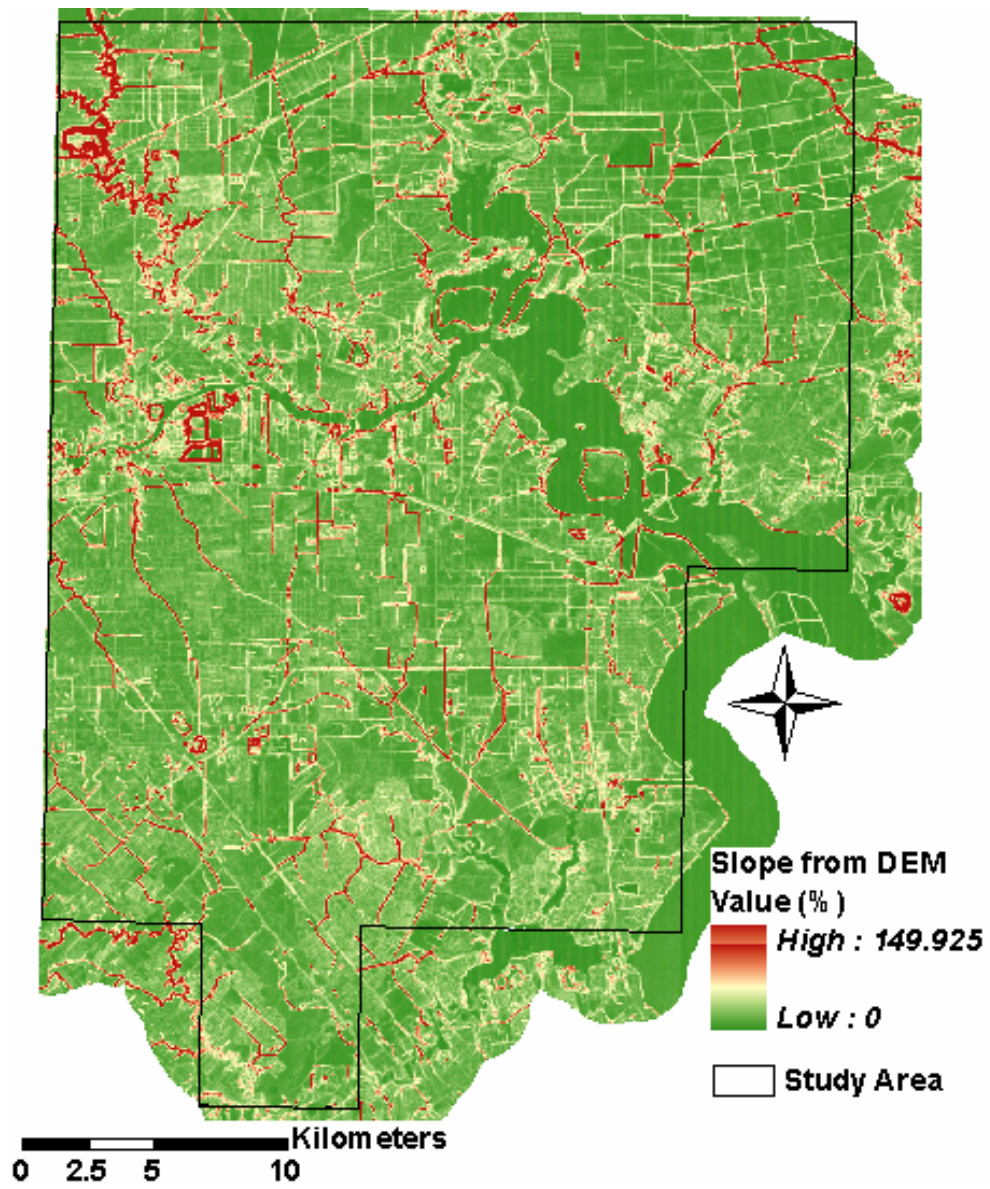 Slope from DEM
Value (%)
High : 149.925
Low : 0
Study Area
Kilometers
0 2.5 5 10